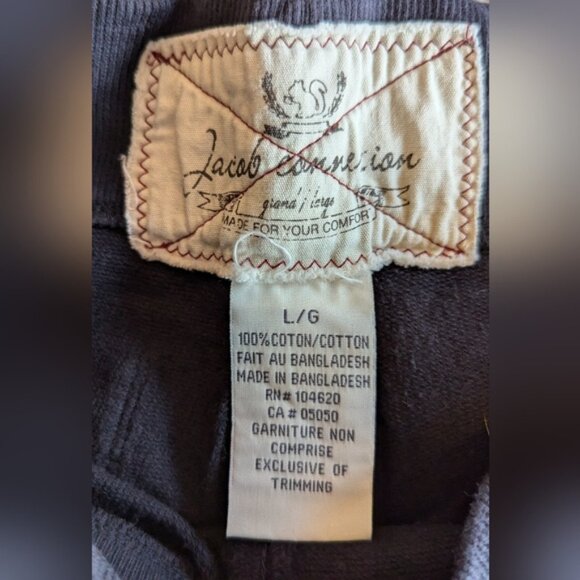 Jacob connexion
grand / large
MADE FOR YOUR COMFORT
L/G
100% COTON/COTTON
FAIT AU BANGLADESH
MADE IN BANGLADESH
RN# 104620
CA # 05050
GARNITURE NON
COMPRISE
EXCLUSIVE OF
TRIMMING